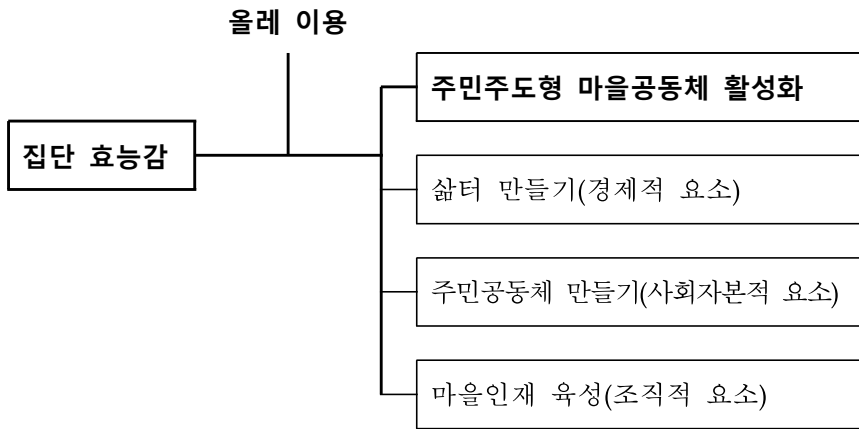 올레 이용
주민주도형 마을공동체 활성화
집단 효능감
삶터 만들기(경제적 요소)
주민공동체 만들기(사회자본적 요소)
마을인재 육성(조직적 요소)